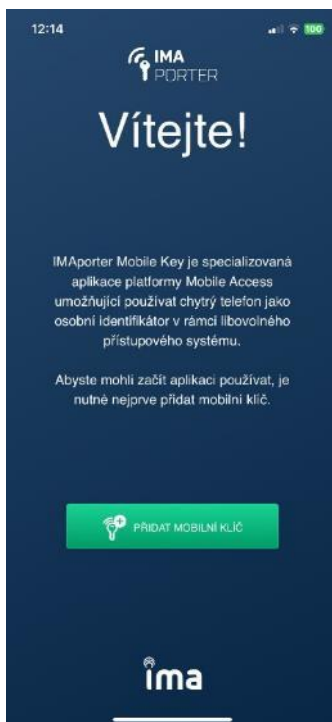 12:14
100
IMA
PORTER
Vítejte!
IMAporter Mobile Key je specializovaná
aplikace platformy Mobile Access
umožňující používat chytrý telefon jako
osobní identifikátor v rámci libovolného
přístupového systému.
Abyste mohli začít aplikaci používat, je
nutné nejprve přidat mobilní klíč.
PŘIDAT MOBILNÍ KLÍČ
ima